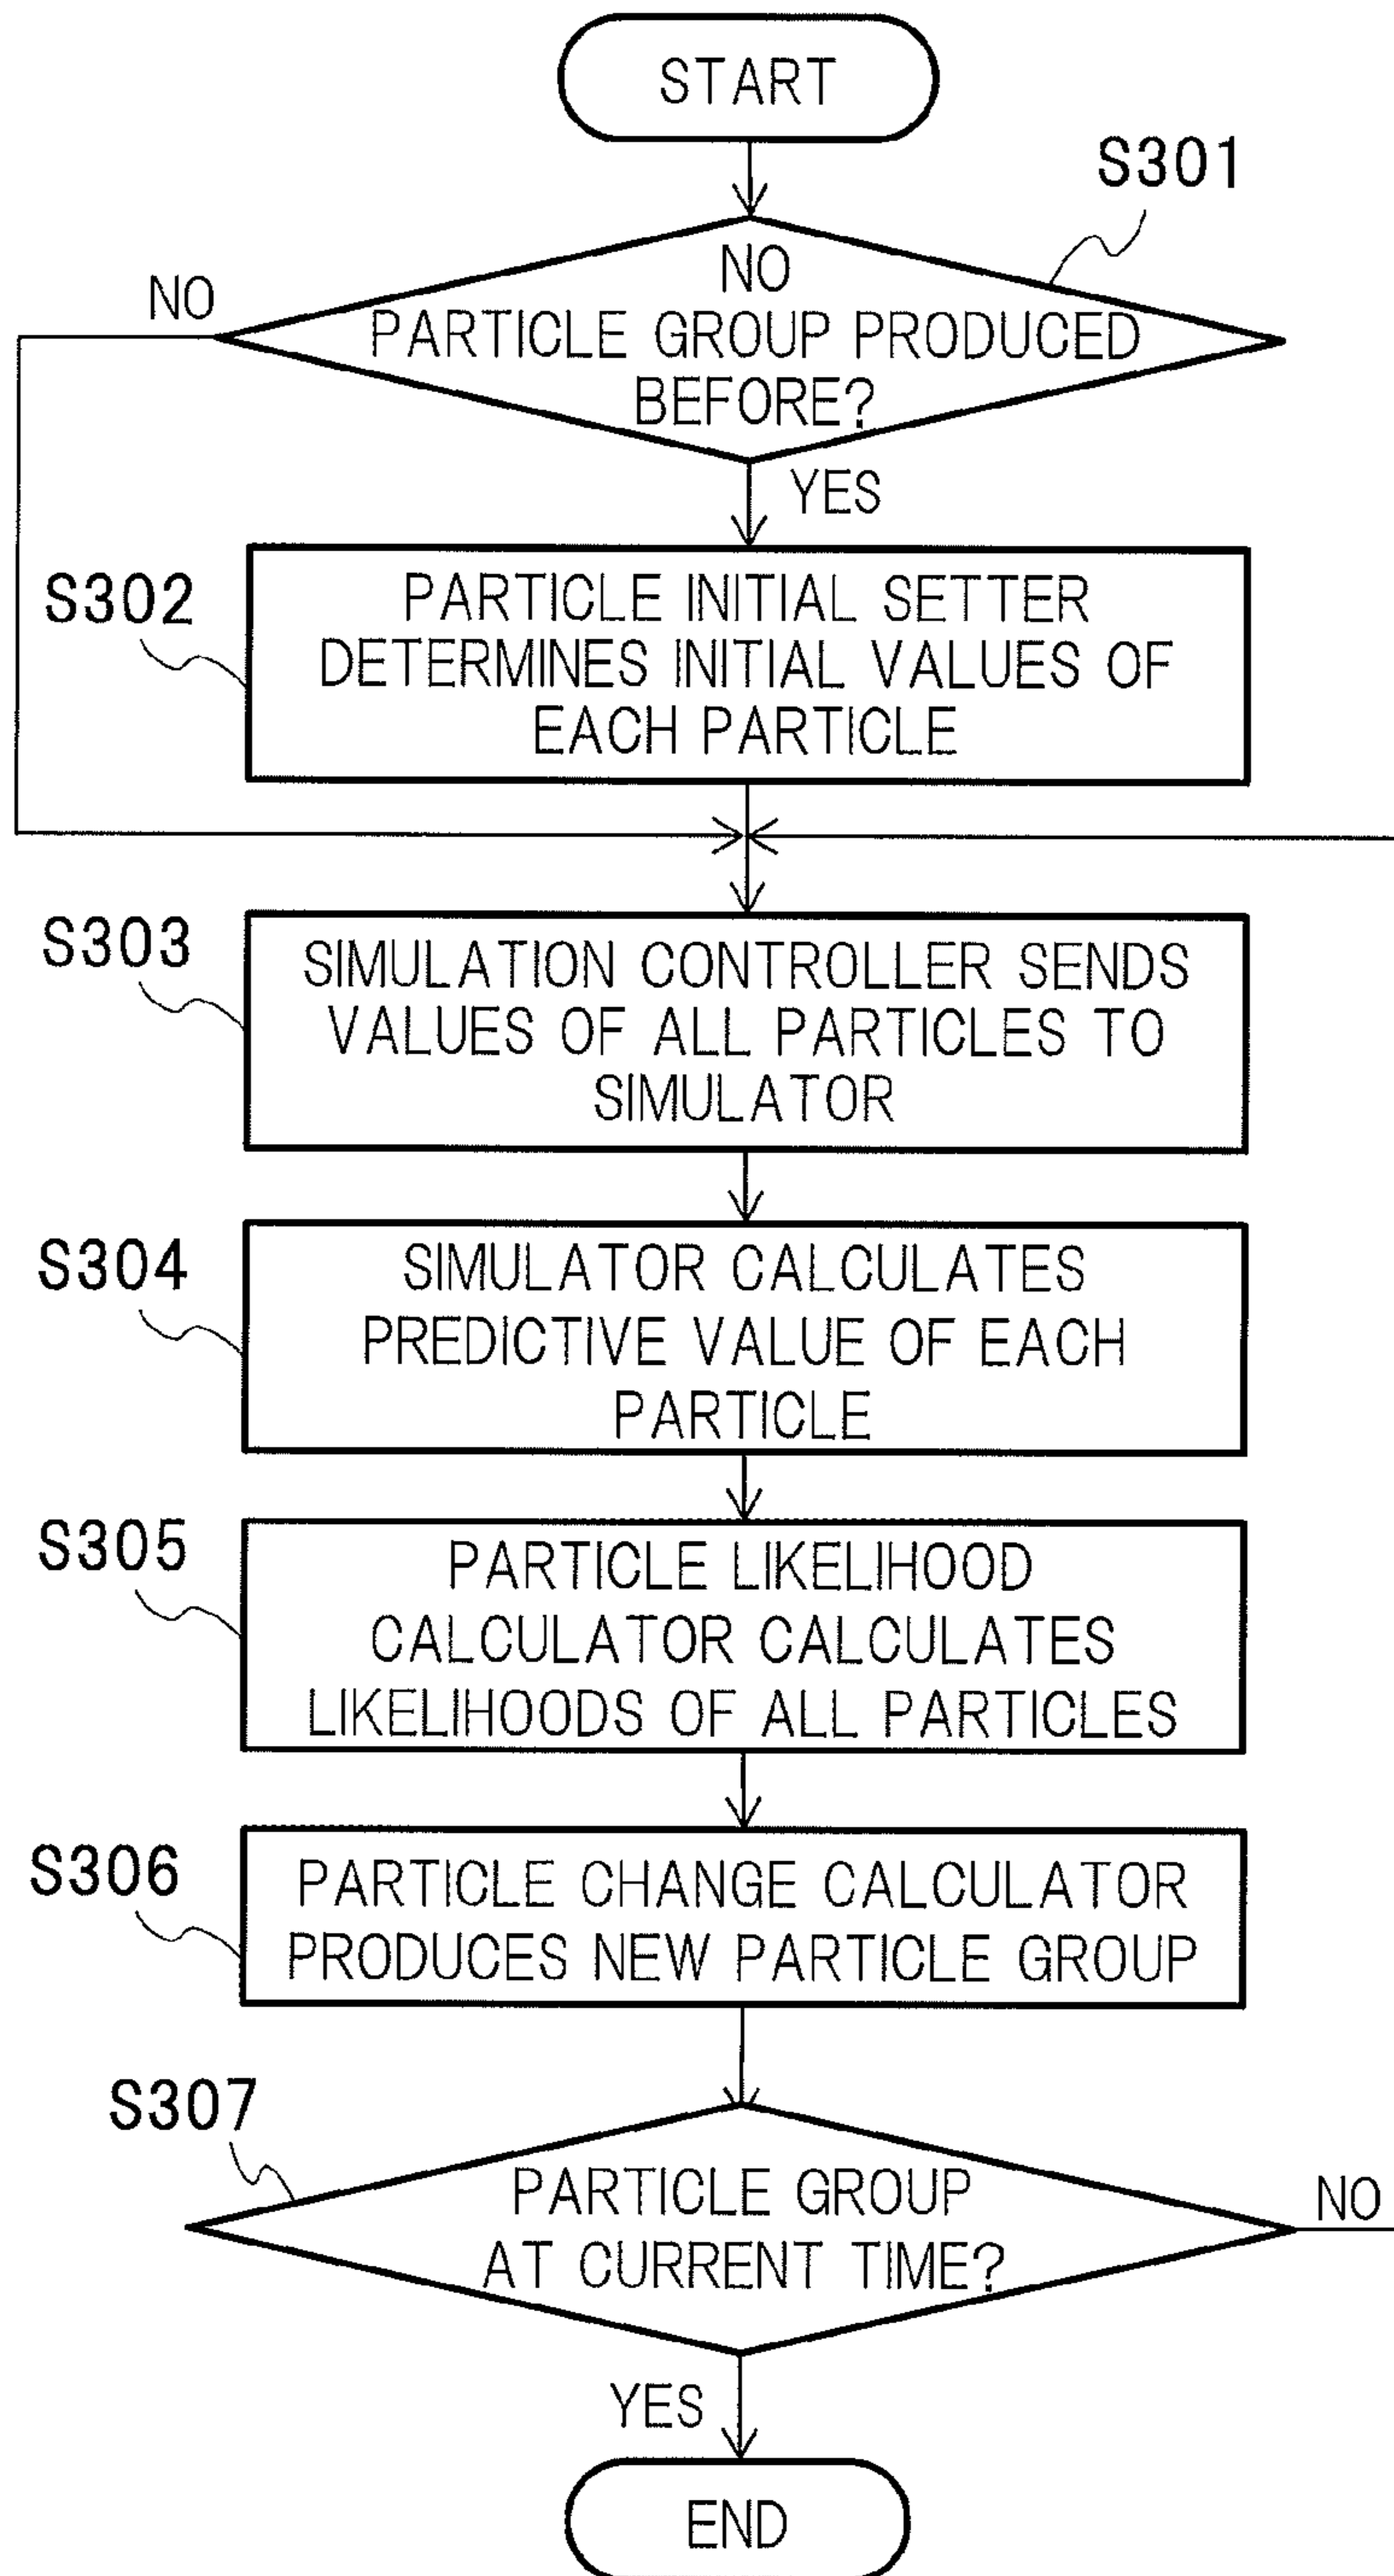 START
S301
NO
NO
PARTICLE GROUP PRODUCED
BEFORE?
YES
S302
PARTICLE INITIAL SETTER
DETERMINES INITIAL VALUES OF
EACH PARTICLE
S303
SIMULATION CONTROLLER SENDS
VALUES OF ALL PARTICLES TO
SIMULATOR
S304
SIMULATOR CALCULATES
PREDICTIVE VALUE OF EACH
PARTICLE
S305
PARTICLE LIKELIHOOD
CALCULATOR CALCULATES
LIKELIHOODS OF ALL PARTICLES
S306
PARTICLE CHANGE CALCULATOR
PRODUCES NEW PARTICLE GROUP
S307
PARTICLE GROUP
AT CURRENT TIME?
NO
YES
END